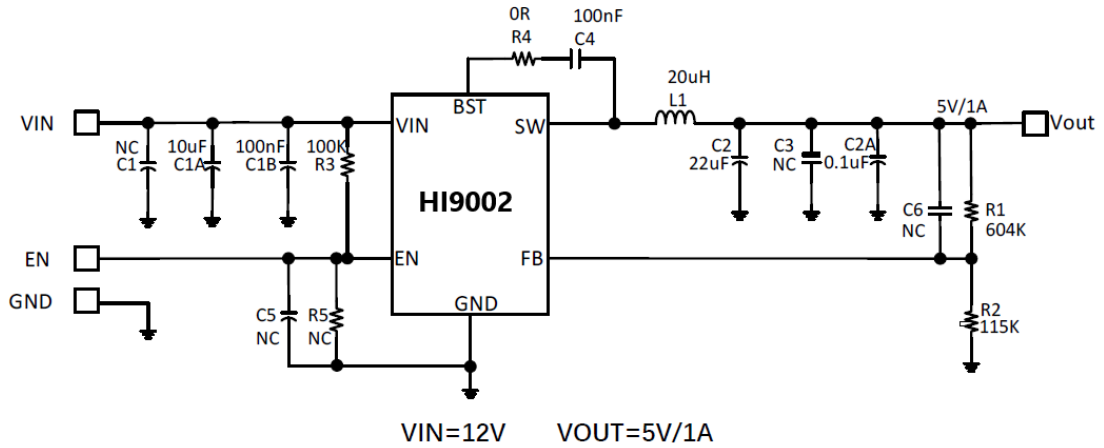 0R
R4
100nF
C4
BST
VIN
VIN
SW
20uH
L1
5V/1A
Vout
NC
C1
10uF
C1A
100nF
C1B
100K
R3
C2
22uF
C3
NC
C2A
0.1uF
HI9002
C6
NC
R1
604K
EN
EN
FB
GND
GND
C5
NC
R5
NC
R2
115K
VIN=12V VOUT=5V/1A